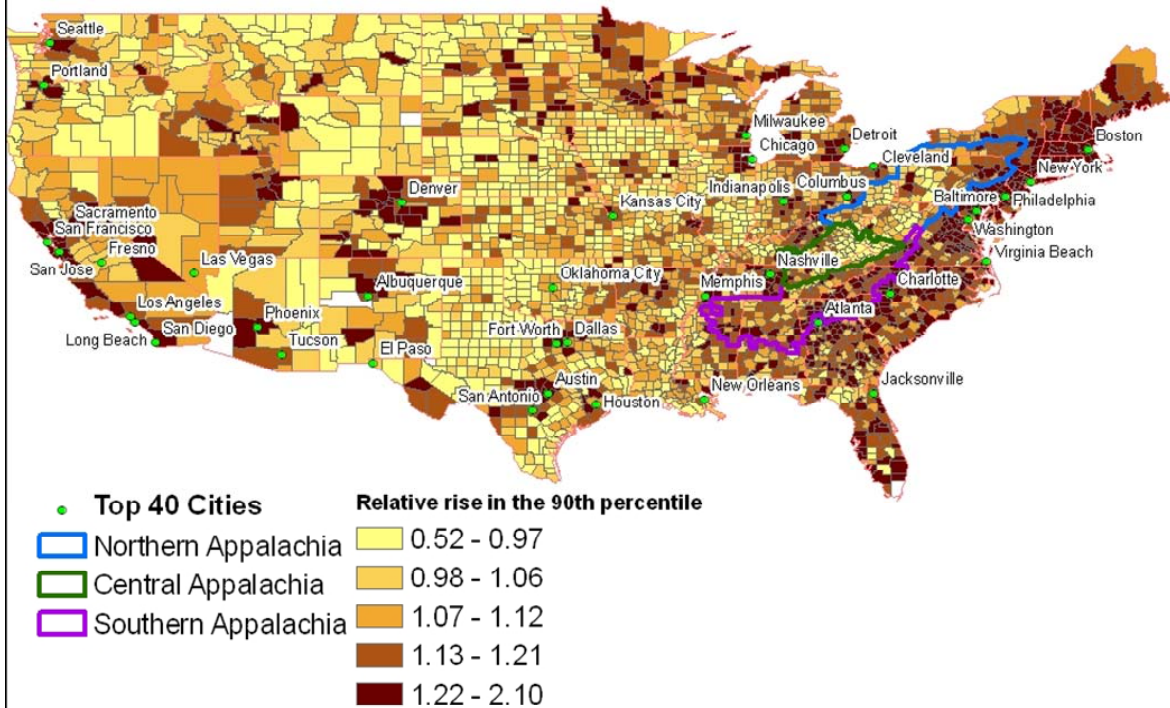 Seattle
Portland
Milwaukee
Chicago
Detroit
Cleveland
Boston
New York
Denver
Indianapolis
Columbus
Baltimore
Philadelphia
Kansas City
Washington
Sacramento
San Francisco
Fresno
San Jose
Las Vegas
Oklahoma City
Nashville
Memphis
Virginia Beach
Charlotte
Albuquerque
Los Angeles
Long Beach
San Diego
Phoenix
Tucson
El Paso
Fort Worth
Dallas
Atlanta
Austin
San Antonio
Houston
New Orleans
Jacksonville
Top 40 Cities
Northern Appalachia
Central Appalachia
Southern Appalachia
Relative rise in the 90th percentile
0.52 - 0.97
0.98 - 1.06
1.07 - 1.12
1.13 - 1.21
1.22 - 2.10